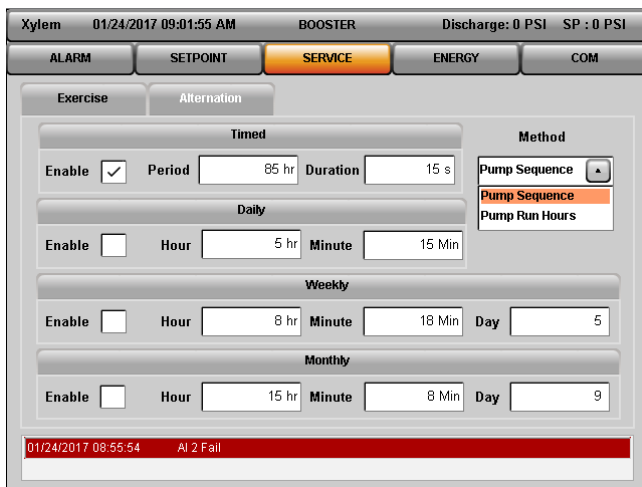 Xylem 01/24/2017 09:01:55 AM BOOSTER Discharge: 0 PSI SP : 0 PSI
ALARM SETPOINT SERVICE ENERGY COM
Exercise Alternation
Timed
Method
Enable Period 85 hr Duration 15 s
Pump Sequence
Pump Sequence
Pump Run Hours
Daily
Enable Hour 5 hr Minute 15 Min
Weekly
Enable Hour 8 hr Minute 18 Min Day 5
Monthly
Enable Hour 15 hr Minute 8 Min Day 9
01/24/2017 08:55:54 AI 2 Fail